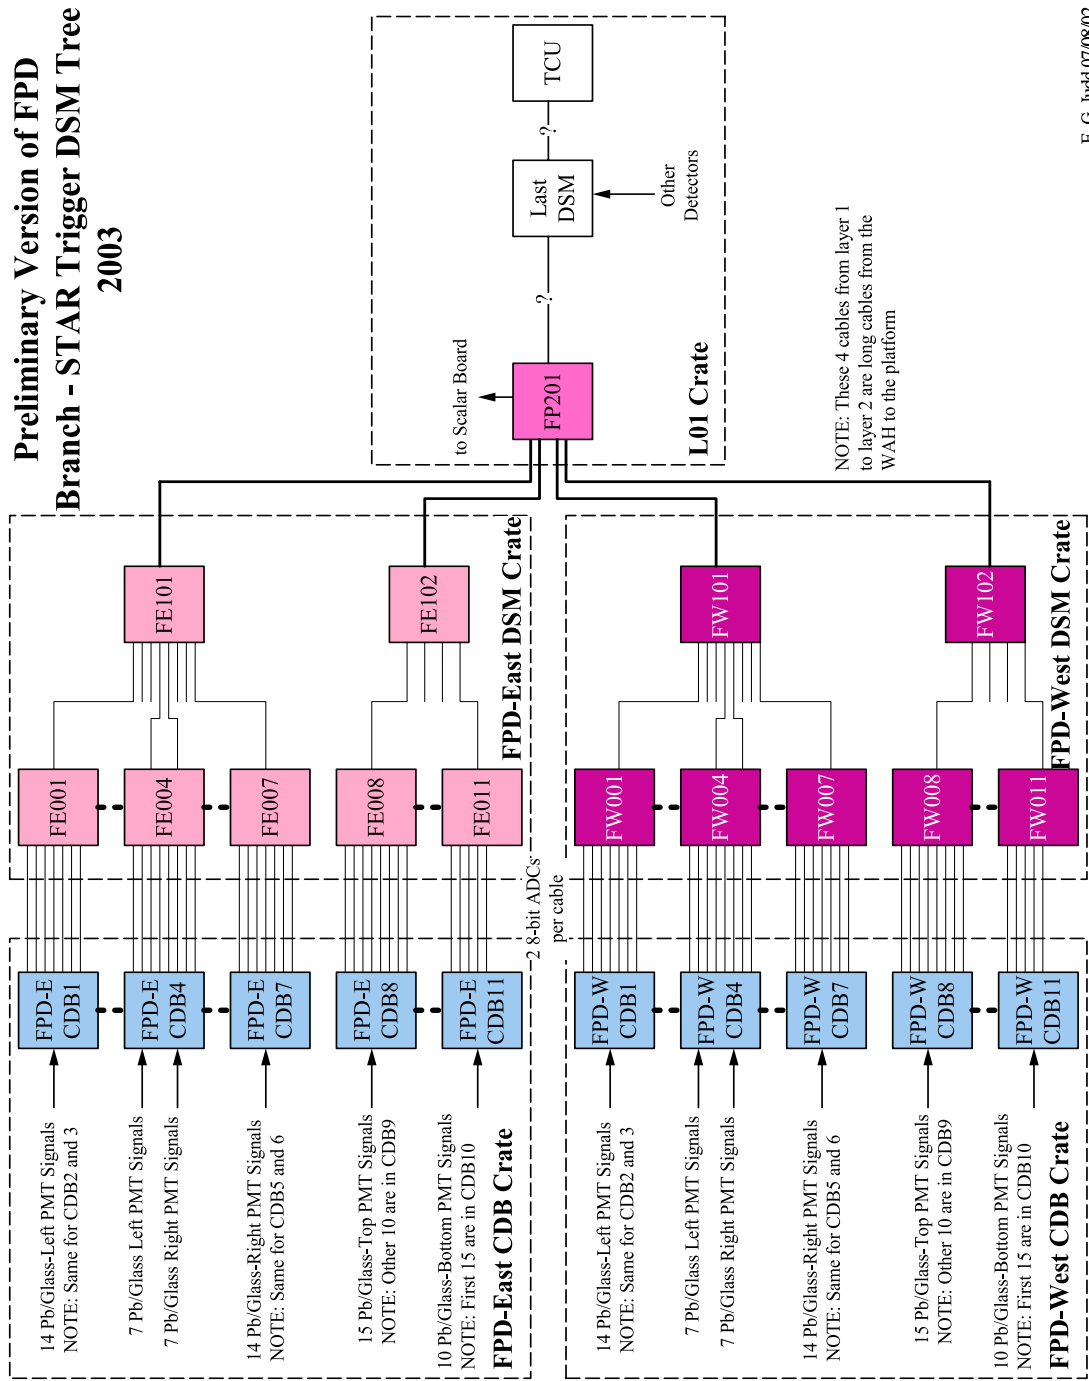 Preliminary Version of FPD
Branch - STAR Trigger DSM Tree
2003
14 Pb/Glass-Left PMT Signals
NOTE: Same for CDB2 and 3
7 Pb/Glass Left PMT Signals
7 Pb/Glass Right PMT Signals
14 Pb/Glass-Right PMT Signals
NOTE: Same for CDB5 and 6
15 Pb/Glass-Top PMT Signals
NOTE: Other 10 are in CDB9
10 Pb/Glass-Bottom PMT Signals
NOTE: First 15 are in CDB10
FPD-East CDB Crate
FPD-E
CDB1
FPD-E
CDB4
FPD-E
CDB7
FPD-E
CDB8
FPD-E
CDB11
FE001
FE004
FE007
FE008
FE011
FE101
FE102
FPD-East DSM Crate
2 8-bit ADCs
per cable
14 Pb/Glass-Left PMT Signals
NOTE: Same for CDB2 and 3
7 Pb/Glass Left PMT Signals
7 Pb/Glass Right PMT Signals
14 Pb/Glass-Right PMT Signals
NOTE: Same for CDB5 and 6
15 Pb/Glass-Top PMT Signals
NOTE: Other 10 are in CDB9
10 Pb/Glass-Bottom PMT Signals
NOTE: First 15 are in CDB10
FPD-West CDB Crate
FPD-W
CDB1
FPD-W
CDB4
FPD-W
CDB7
FPD-W
CDB8
FPD-W
CDB11
FW001
FW004
FW007
FW008
FW011
FW101
FW102
FPD-West DSM Crate
to Scalar Board
FP201
?
Last
DSM
?
TCU
Other
Detectors
L01 Crate
NOTE: These 4 cables from layer 1
to layer 2 are long cables from the
WAH to the platform
E. G. Judd 07/08/02